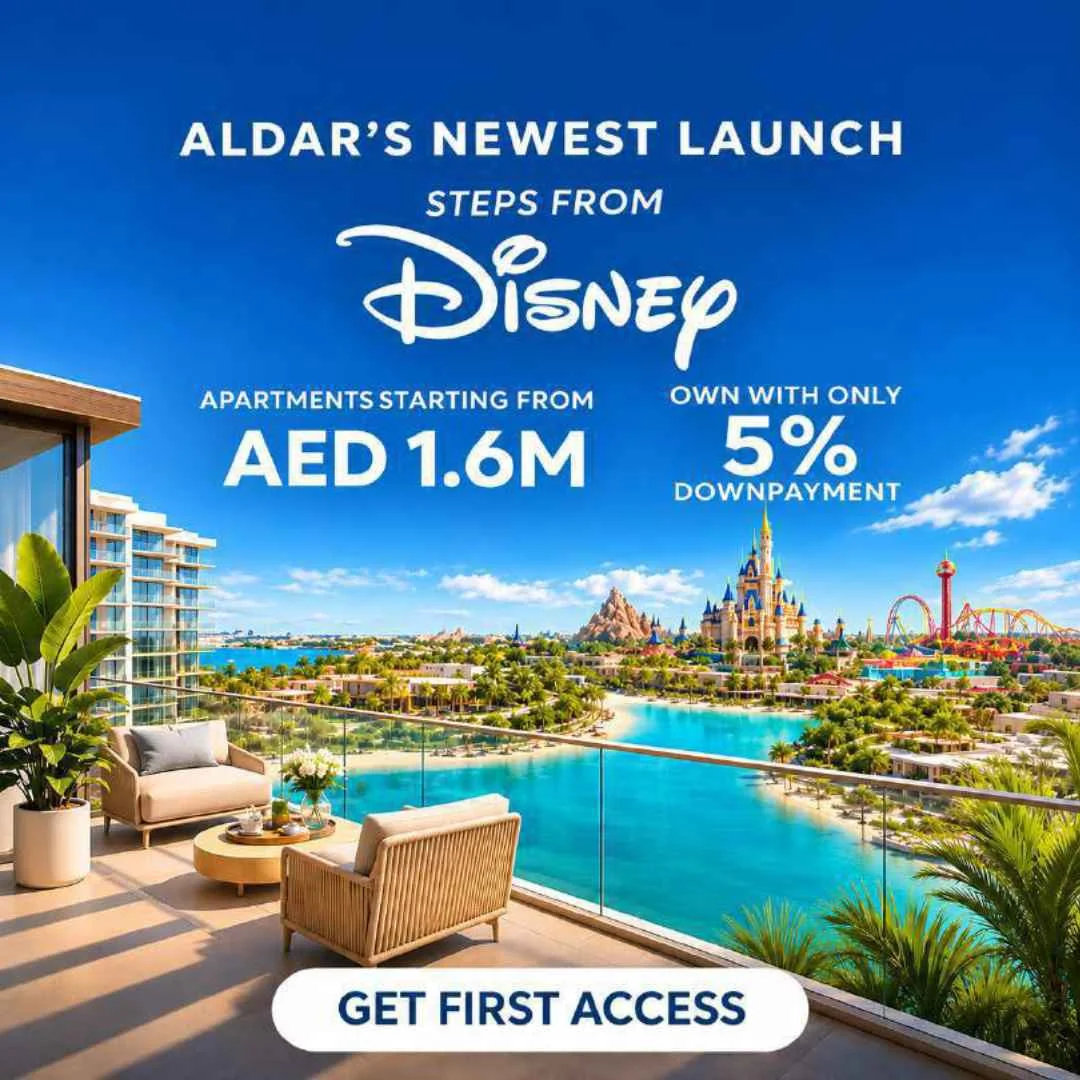 ALDAR'S NEWEST LAUNCH
STEPS FROM
DISNEY
APARTMENTS STARTING FROM
AED 1.6M
OWN WITH ONLY
5%
DOWNPAYMENT
GET FIRST ACCESS